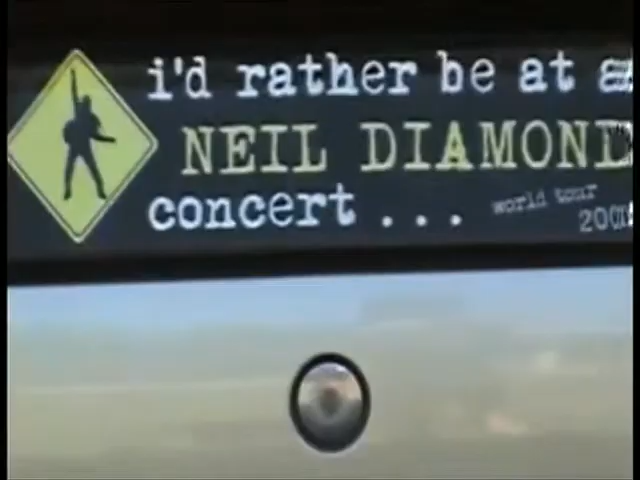 i'd rather be at a
NEIL DIAMOND
concert . . .
world tour